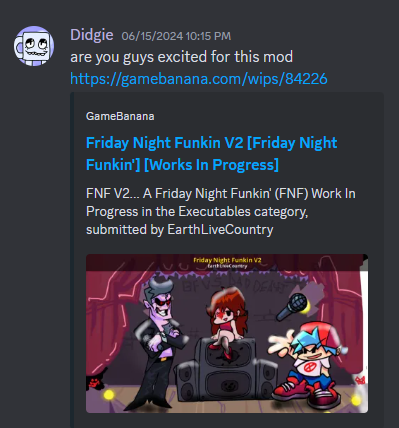 Didgie 06/15/2024 10:15 PM
are you guys excited for this mod
https://gamebanana.com/wips/84226
GameBanana
Friday Night Funkin V2 [Friday Night
Funkin'] [Works In Progress]
FNF V2... A Friday Night Funkin' (FNF) Work In
Progress in the Executables category,
submitted by EarthLiveCountry
Friday Night Funkin V2
EarthLiveCountry